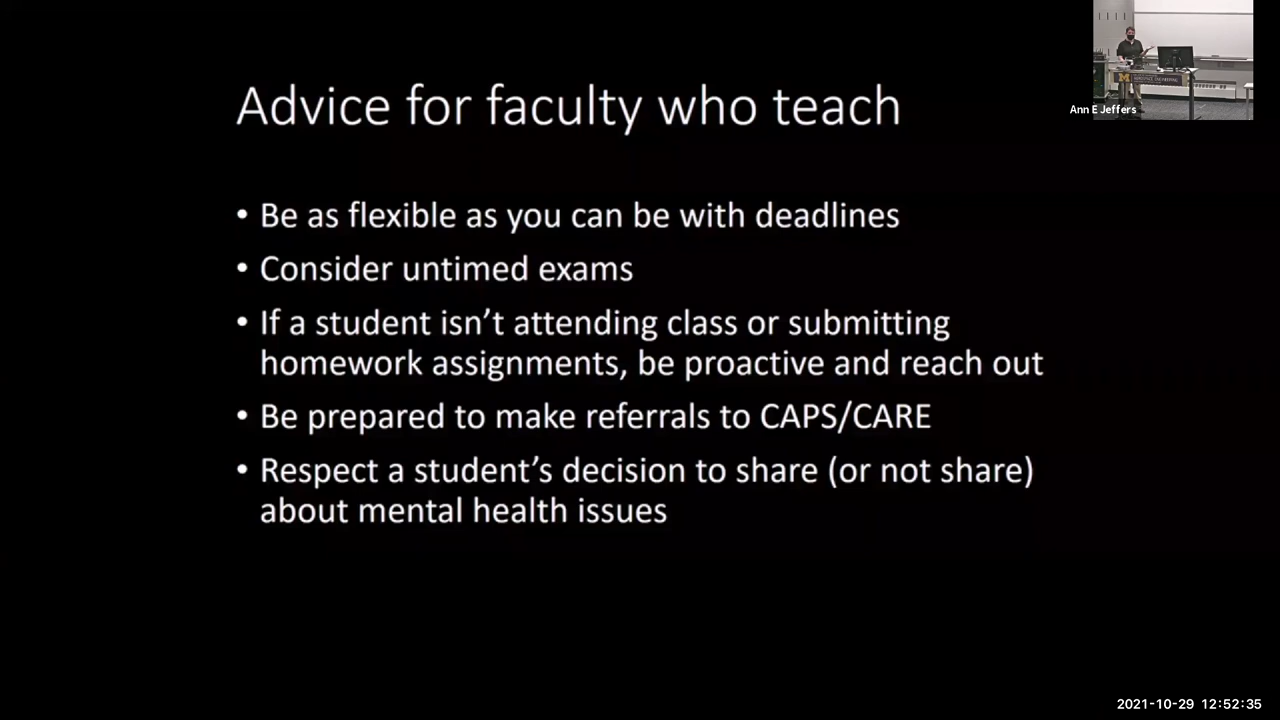 Advice for faculty who teach
Ann E Jeffers
• Be as flexible as you can be with deadlines
• Consider untimed exams
• If a student isn’t attending class or submitting
homework assignments, be proactive and reach out
• Be prepared to make referrals to CAPS/CARE
• Respect a student’s decision to share (or not share)
about mental health issues
2021-10-29 12:52:35